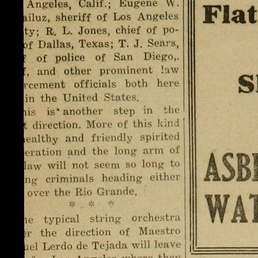 Angeles, Calif.; Eugene W.
ailuz, sheriff of Los Angeles
ty; R. L. Jones, chief of po-
of Dallas, Texas; T. J. Sears,
of police of San Diego,
and other prominent law
rcement officials both here
in the United States.
his is another step in the
t direction. More of this kind
ealthy and friendly spirited
eration and the long arm of
law will not seem so long to
ng criminals heading either
over the Rio Grande.
* * *
he typical string orchestra
er the direction of Maestro
uel Lerdo de Tejada will leave
Flat
S
ASB
WAT